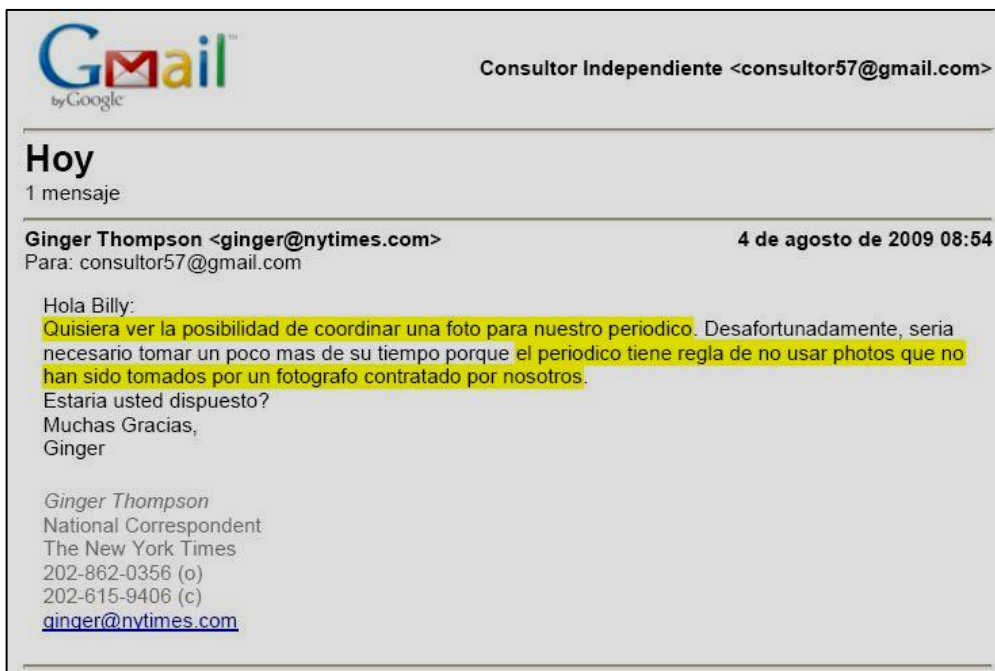 Gmail™
by Google
Consultor Independiente <consultor57@gmail.com>
Hoy
1 mensaje
Ginger Thompson <ginger@nytimes.com>
4 de agosto de 2009 08:54
Para: consultor57@gmail.com
Hola Billy:
Quisiera ver la posibilidad de coordinar una foto para nuestro periodico. Desafortunadamente, seria
necesario tomar un poco mas de su tiempo porque el periodico tiene regla de no usar photos que no
han sido tomados por un fotografo contratado por nosotros.
Estaria usted dispuesto?
Muchas Gracias,
Ginger
Ginger Thompson
National Correspondent
The New York Times
202-862-0356 (o)
202-615-9406 (c)
ginger@nytimes.com